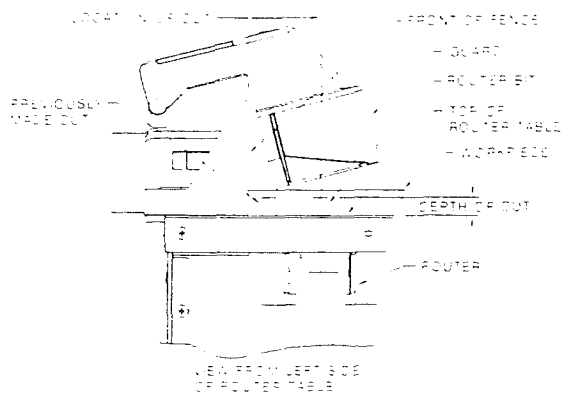 LOCATION OF CUT
FRONT OF FENCE
GUARD
ROUTER BIT
PREVIOUSLY
MADE CUT
TOP OF
ROUTER TABLE
WORKPIECE
DEPTH OF CUT
ROUTER
VIEW FROM LEFT SIDE
OF ROUTER TABLE